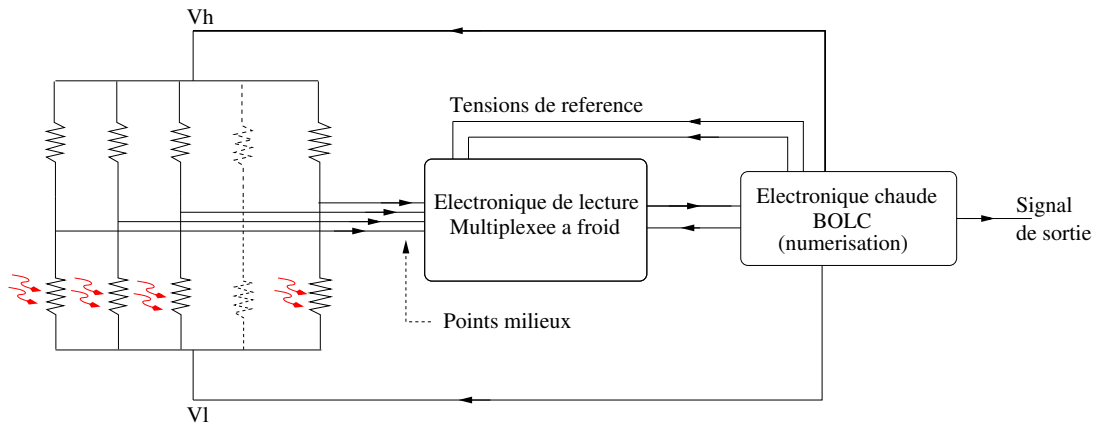 Vh
Tensions de reference
Electronique de lecture
Multiplexee a froid
Electronique chaude
BOLC
(numerisation)
Signal
de sortie
Points milieux
Vl